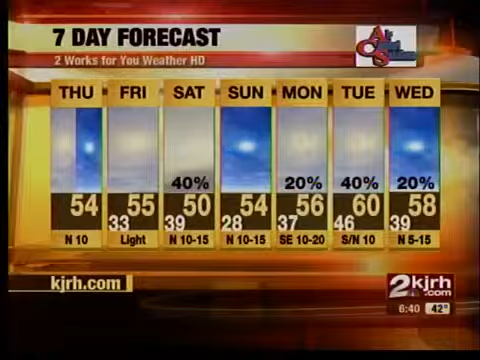 7 DAY FORECAST
2 Works for You Weather HD
THU FRI SAT SUN MON TUE WED
40% 20% 40% 20%
54 55 50 54 56 60 58
33 39 28 37 46 39
N 10 Light N 10-15 N 10-15 SE 10-20 S/N 10 N 5-15
kjrh.com
2 kjrh
.com
6:40 42°